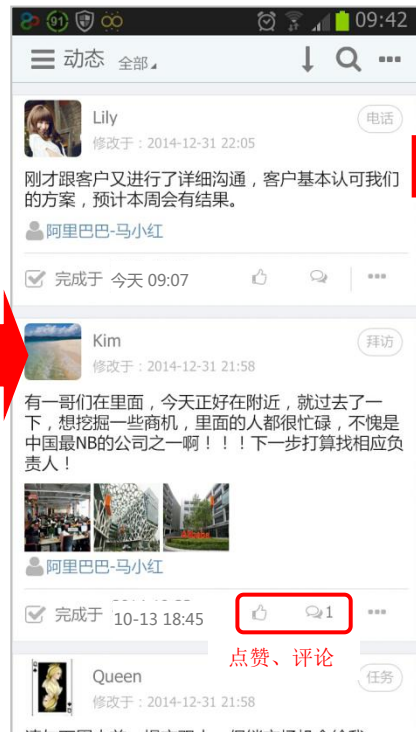 91
09:42
动态 全部
Lily
电话
修改于：2014-12-31 22:05
刚才跟客户又进行了详细沟通，客户基本认可我们
的方案，预计本周会有结果。
阿里巴巴-马小红
完成于 今天 09:07
Kim
拜访
修改于：2014-12-31 21:58
有一哥们在里面，今天正好在附近，就过去了一
下，想挖掘一些商机，里面的人都很忙碌，不愧是
中国最NB的公司之一啊！！！下一步打算找相应负
责人！
阿里巴巴-马小红
完成于 10-13 18:45
1
点赞、评论
Queen
任务
修改于：2014-12-31 21:58